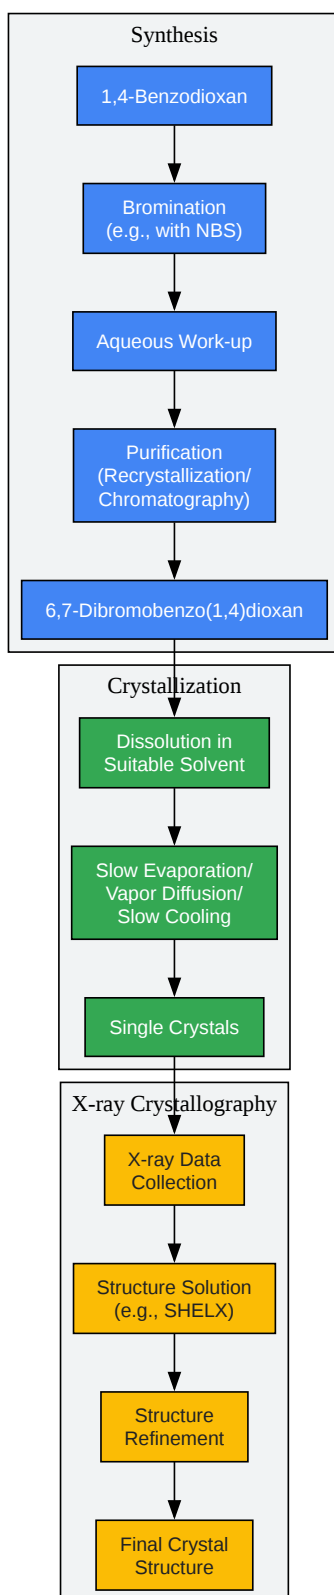 Synthesis
1,4-Benzodioxan
Bromination
(e.g., with NBS)
Aqueous Work-up
Purification
(Recrystallization/
Chromatography)
6,7-Dibromobenzo(1,4)dioxan
Crystallization
Dissolution in
Suitable Solvent
Slow Evaporation/
Vapor Diffusion/
Slow Cooling
Single Crystals
X-ray Crystallography
X-ray Data
Collection
Structure Solution
(e.g., SHELX)
Structure
Refinement
Final Crystal
Structure